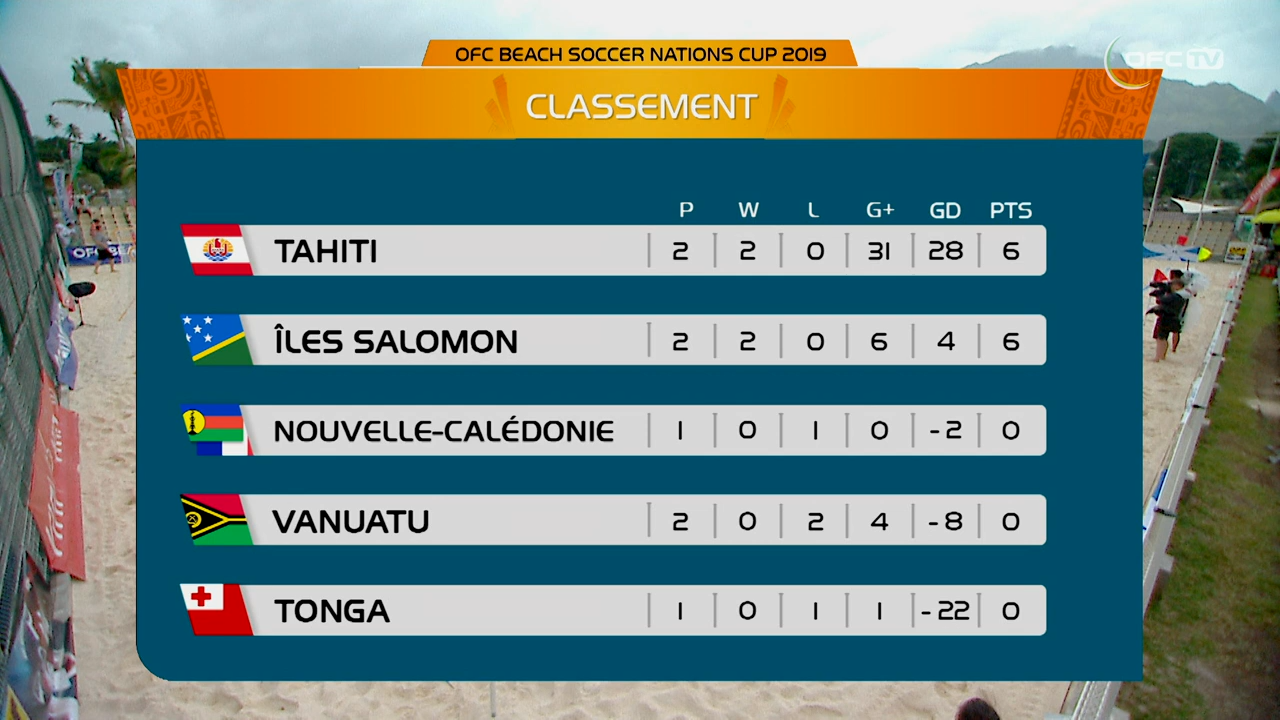 OFC BEACH SOCCER NATIONS CUP 2019
OFC TV
CLASSEMENT
P W L G+ GD PTS
TAHITI 2 2 0 31 28 6
ÎLES SALOMON 2 2 0 6 4 6
NOUVELLE-CALÉDONIE 1 0 1 0 -2 0
VANUATU 2 0 2 4 -8 0
TONGA 1 0 1 1 -22 0